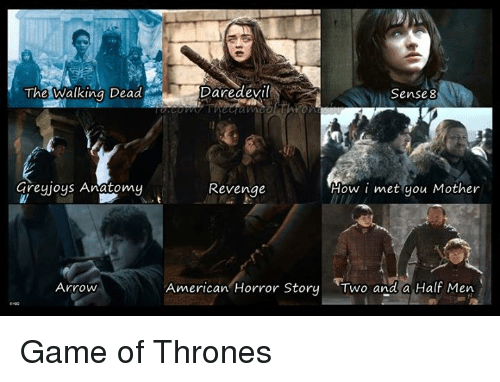 The Walking Dead
Daredevil
Sense8
Greyjoys Anatomy
Revenge
How i met you Mother
Arrow
American Horror Story
Two and a Half Men
Game of Thrones